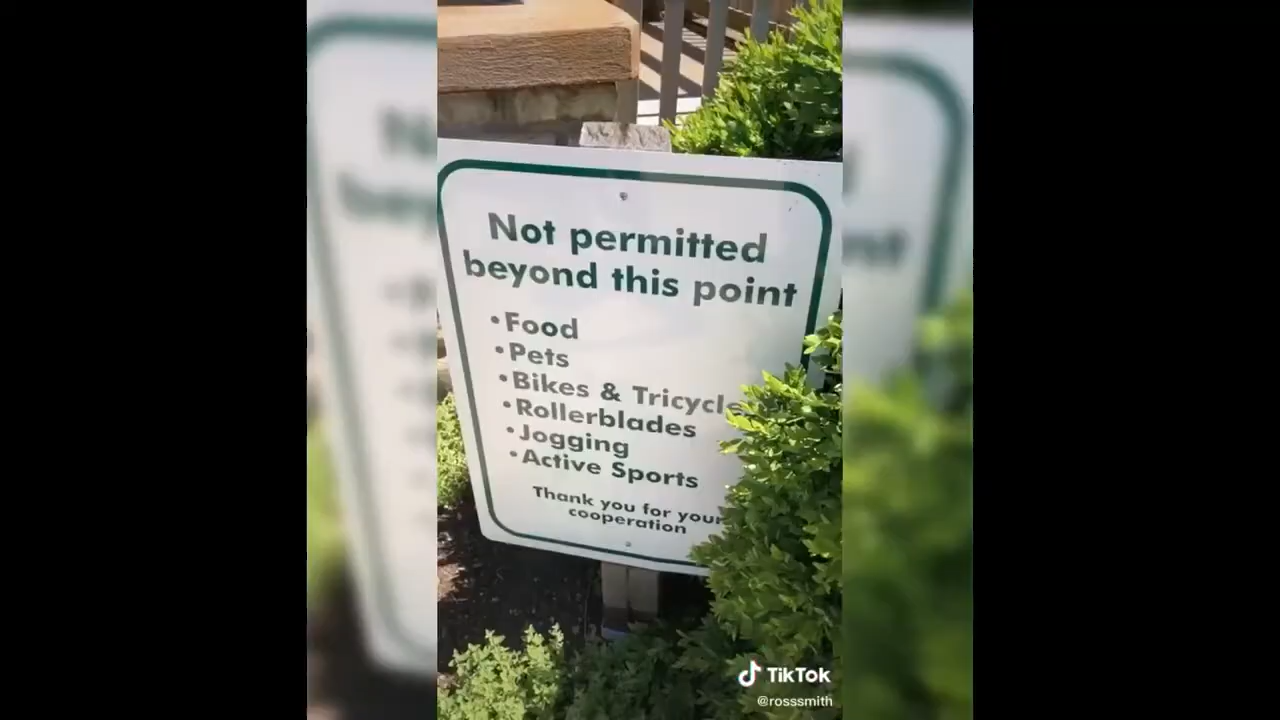 Not permitted
beyond this point
• Food
• Pets
• Bikes & Tricycle
• Rollerblades
• Jogging
• Active Sports
Thank you for your
cooperation
TikTok
@rosssmith